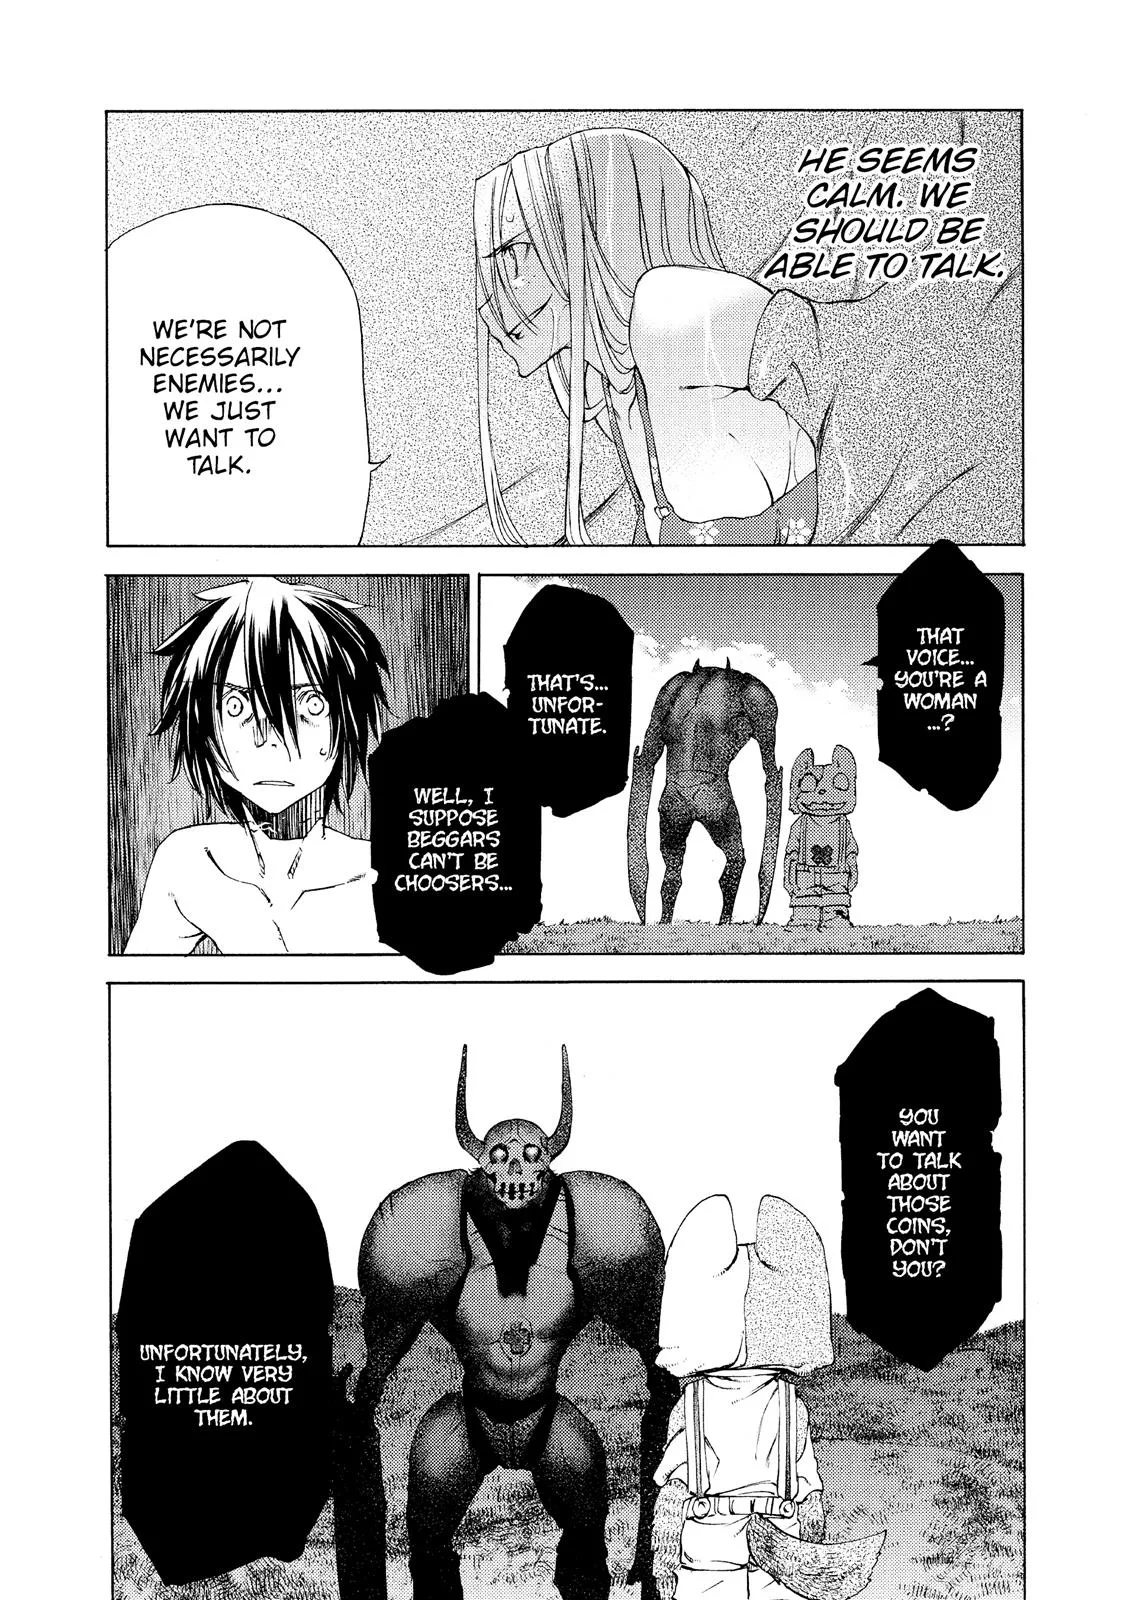 HE SEEMS
CALM. WE
SHOULD BE
ABLE TO TALK.
WE'RE NOT
NECESSARILY
ENEMIES...
WE JUST
WANT TO
TALK.
THAT
VOICE...
YOU'RE A
WOMAN
...?
THAT'S...
UNFOR-
TUNATE.
WELL, I
SUPPOSE
BEGGARS
CAN'T BE
CHOOSERS...
YOU
WANT
TO TALK
ABOUT
THOSE
COINS,
DON'T
YOU?
UNFORTUNATELY,
I KNOW VERY
LITTLE ABOUT
THEM.